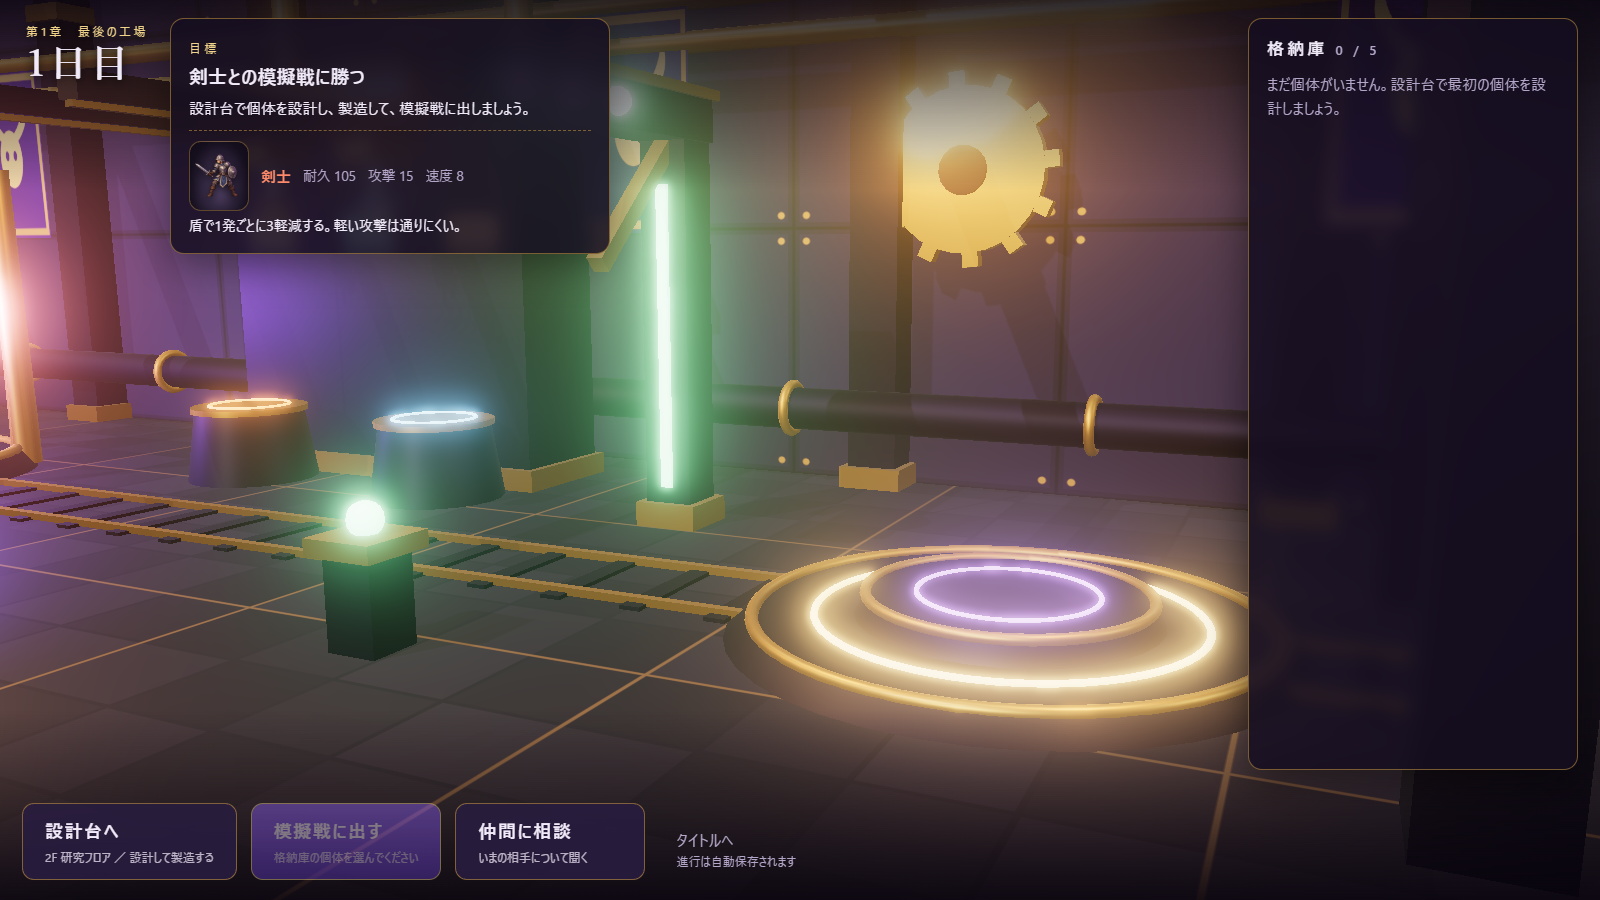 第1章 最後の工場
1日目
目標
剣士との模擬戦に勝つ
設計台で個体を設計し、製造して、模擬戦に出しましょう。
剣士 耐久 105 攻撃 15 速度 8
盾で1発ごとに3軽減する。軽い攻撃は通りにくい。
格納庫 0 / 5
まだ個体がいません。設計台で最初の個体を設
計しましょう。
設計台へ
2F 研究フロア ／ 設計して製造する
模擬戦に出す
格納庫の個体を選んでください
仲間に相談
いまの相手について聞く
タイトルへ
進行は自動保存されます